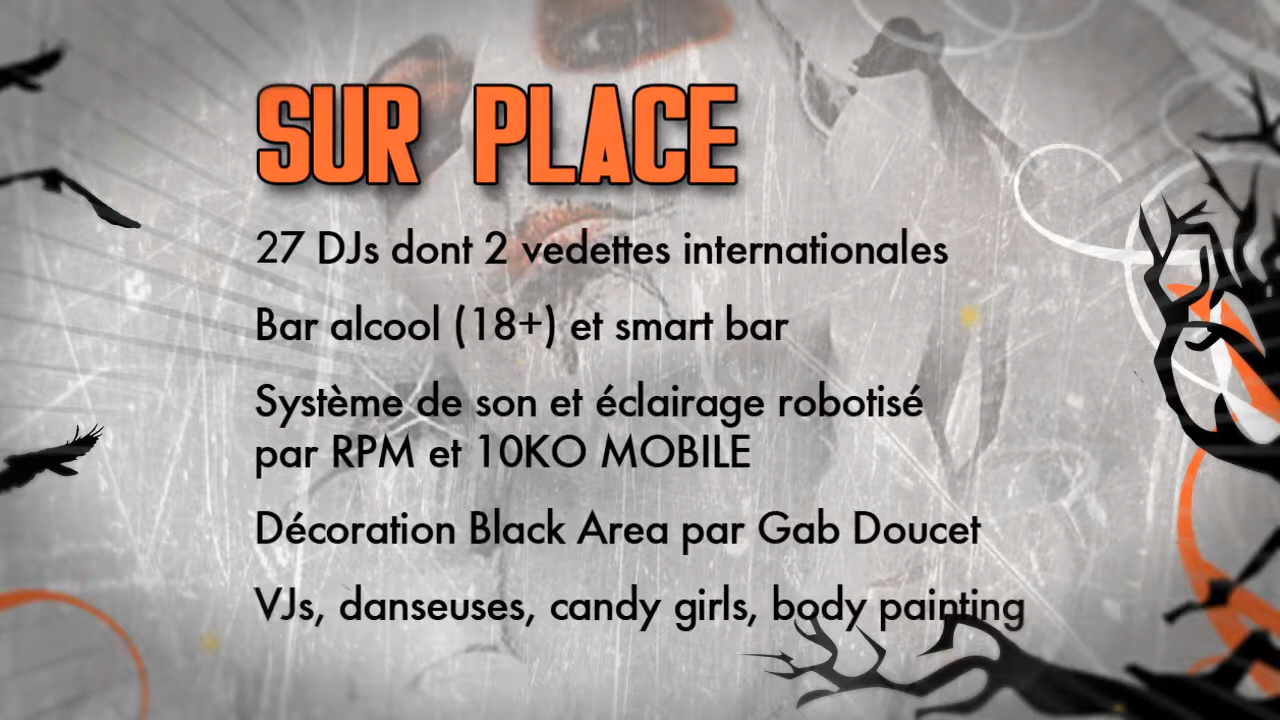 SUR PLACE
27 DJs dont 2 vedettes internationales
Bar alcool (18+) et smart bar
Système de son et éclairage robotisé
par RPM et 10KO MOBILE
Décoration Black Area par Gab Doucet
VJs, danseuses, candy girls, body painting